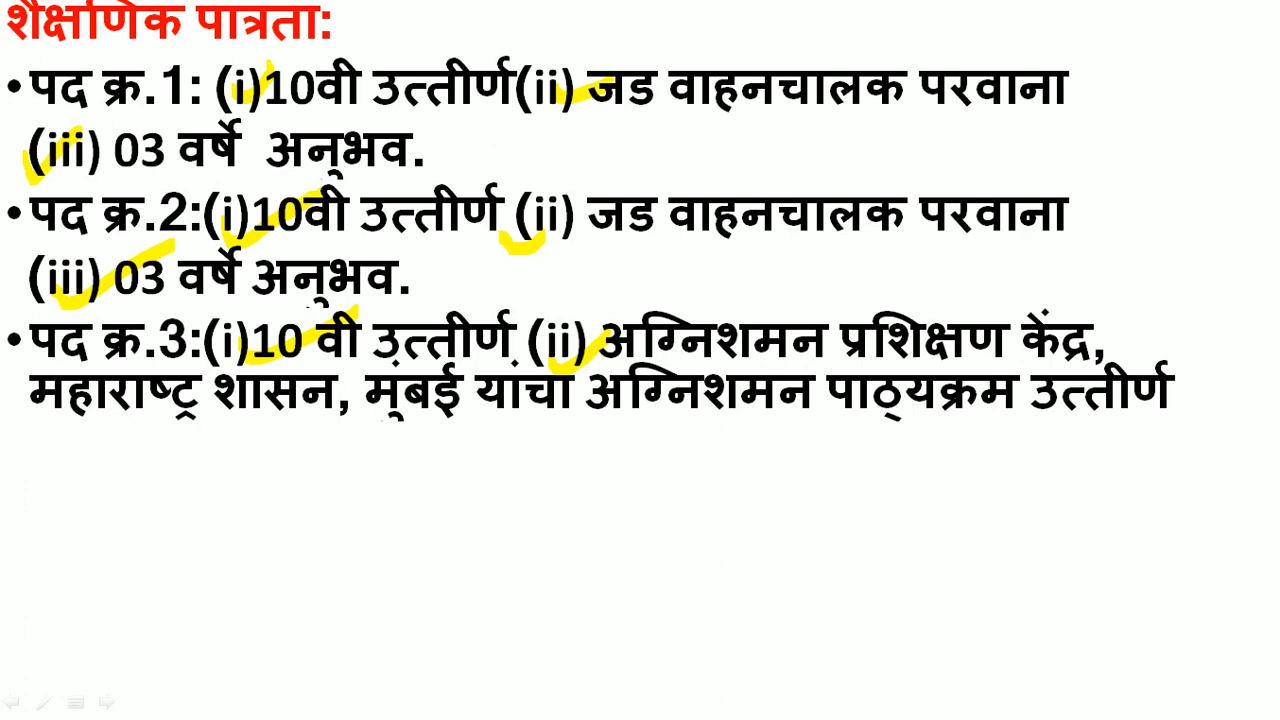 शैक्षणिक पात्रता:
• पद क्र.1: (i)10वी उत्तीर्ण(ii) जड वाहनचालक परवाना
(iii) 03 वर्षे अनुभव.
• पद क्र.2:(i)10वी उत्तीर्ण (ii) जड वाहनचालक परवाना
(iii) 03 वर्षे अनुभव.
• पद क्र.3:(i)10 वी उत्तीर्ण (ii) अग्निशमन प्रशिक्षण केंद्र,
महाराष्ट्र शासन, मुंबई यांचा अग्निशमन पाठ्यक्रम उत्तीर्ण